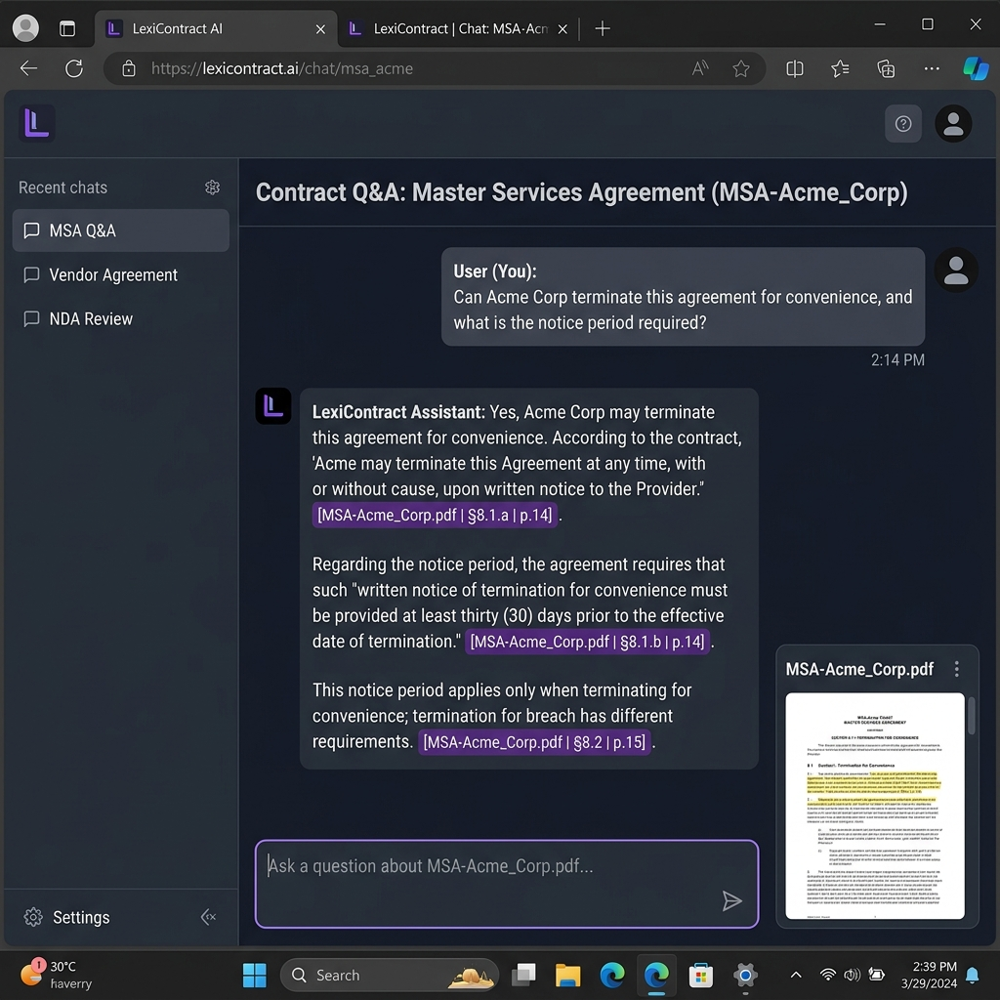 LexiContract AI
LexiContract | Chat: MSA-Acm
https://lexicontract.ai/chat/msa_acme
Recent chats
MSA Q&A
Vendor Agreement
NDA Review
Settings
Contract Q&A: Master Services Agreement (MSA-Acme_Corp)
User (You):
Can Acme Corp terminate this agreement for convenience, and
what is the notice period required?
2:14 PM
LexiContract Assistant: Yes, Acme Corp may terminate
this agreement for convenience. According to the contract,
'Acme may terminate this Agreement at any time, with
or without cause, upon written notice to the Provider."
[MSA-Acme_Corp.pdf | §8.1.a | p.14] .
Regarding the notice period, the agreement requires that
such "written notice of termination for convenience must
be provided at least thirty (30) days prior to the effective
date of termination." [MSA-Acme_Corp.pdf | §8.1.b | p.14] .
This notice period applies only when terminating for
convenience; termination for breach has different
requirements. [MSA-Acme_Corp.pdf | §8.2 | p.15] .
Ask a question about MSA-Acme_Corp.pdf...
MSA-Acme_Corp.pdf
1
30°C
haverry
Search
2:39 PM
3/29/2024